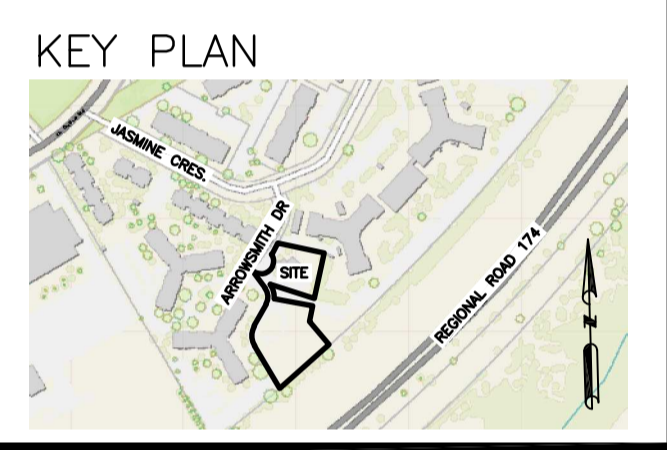 KEY PLAN
JASMINE CRES.
ARROWSMITH DR
SITE
REGIONAL ROAD 174
N